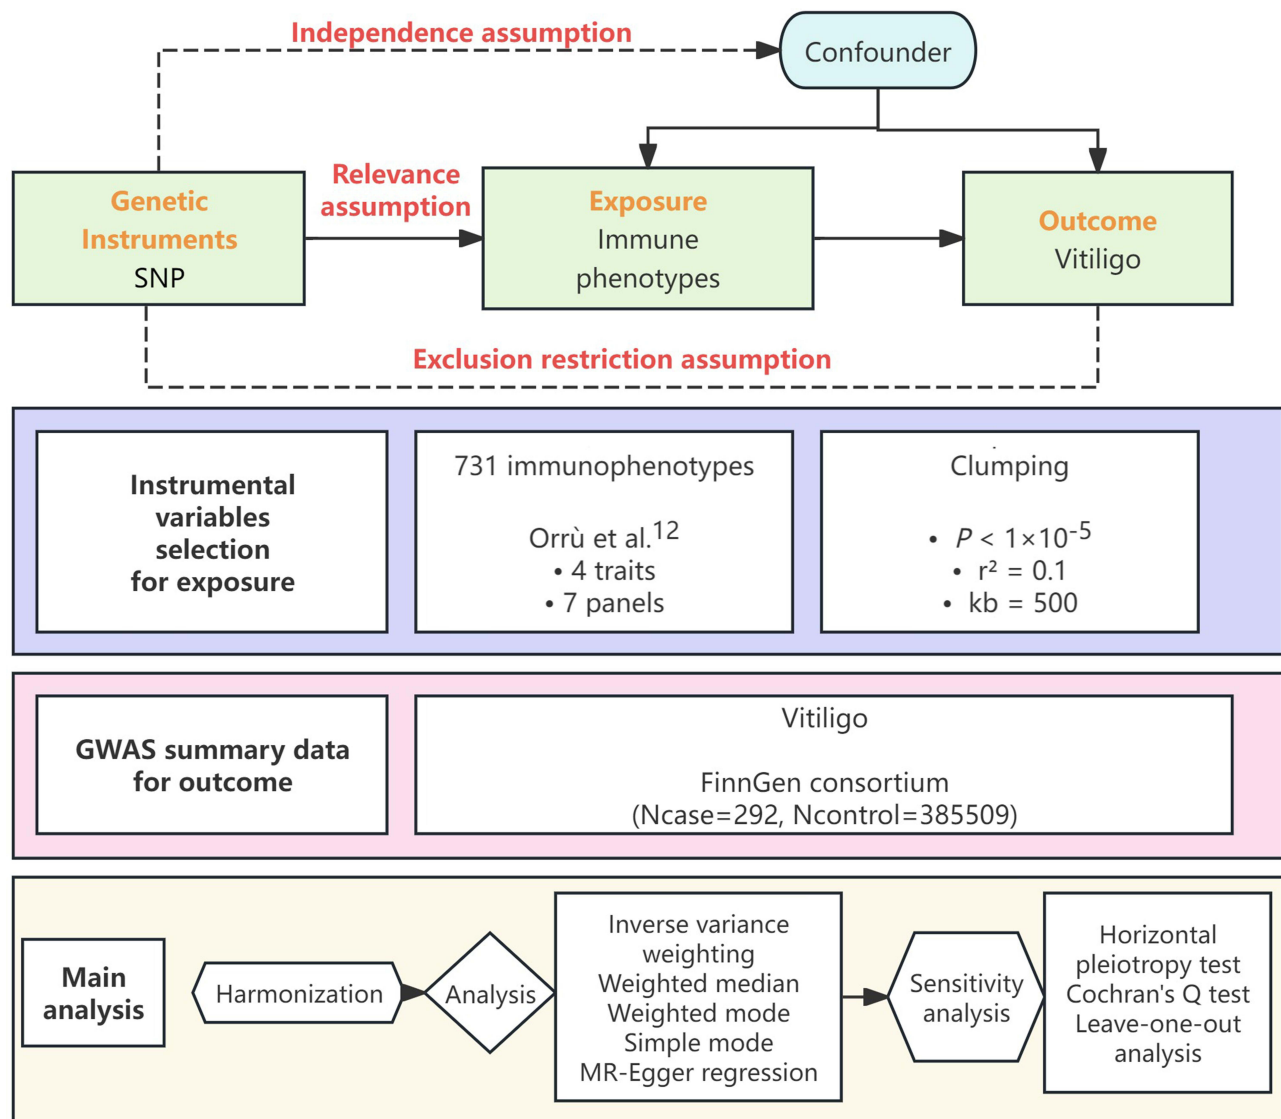 Independence assumption
Confounder
Relevance
assumption
Genetic
Instruments
SNP
Exposure
Immune
phenotypes
Outcome
Vitiligo
Exclusion restriction assumption
Instrumental
variables
selection
for exposure
731 immunophenotypes
Orrù et al.¹²
• 4 traits
• 7 panels
Clumping
• P < 1×10⁻⁵
• r² = 0.1
• kb = 500
GWAS summary data
for outcome
Vitiligo
FinnGen consortium
(Ncase=292, Ncontrol=385509)
Main
analysis
Harmonization
Analysis
Inverse variance
weighting
Weighted median
Weighted mode
Simple mode
MR-Egger regression
Sensitivity
analysis
Horizontal
pleiotropy test
Cochran's Q test
Leave-one-out
analysis